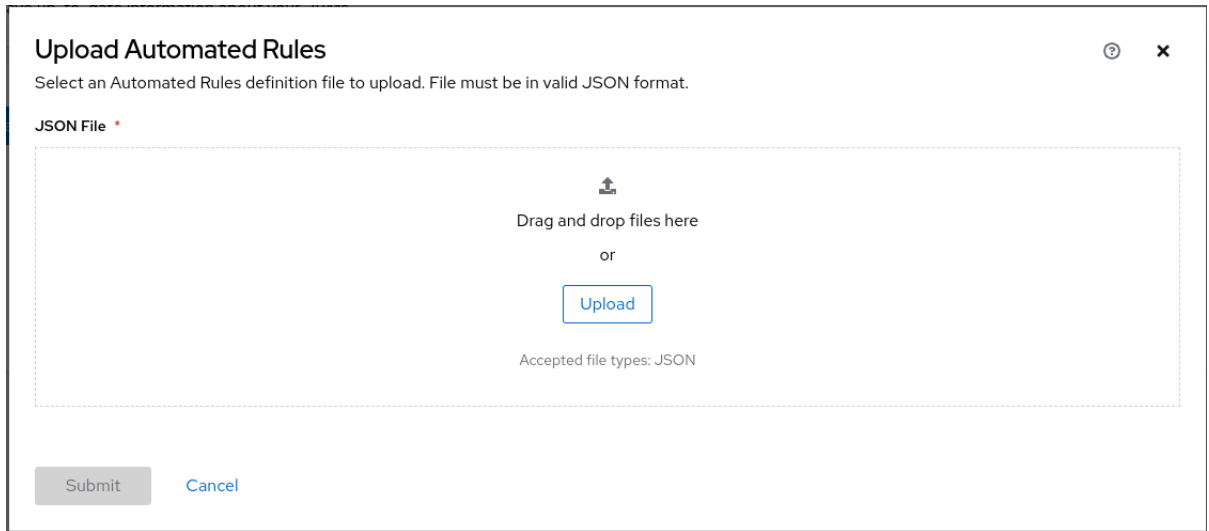 Upload Automated Rules
Select an Automated Rules definition file to upload. File must be in valid JSON format.
JSON File *
Drag and drop files here
or
Upload
Accepted file types: JSON
Submit
Cancel